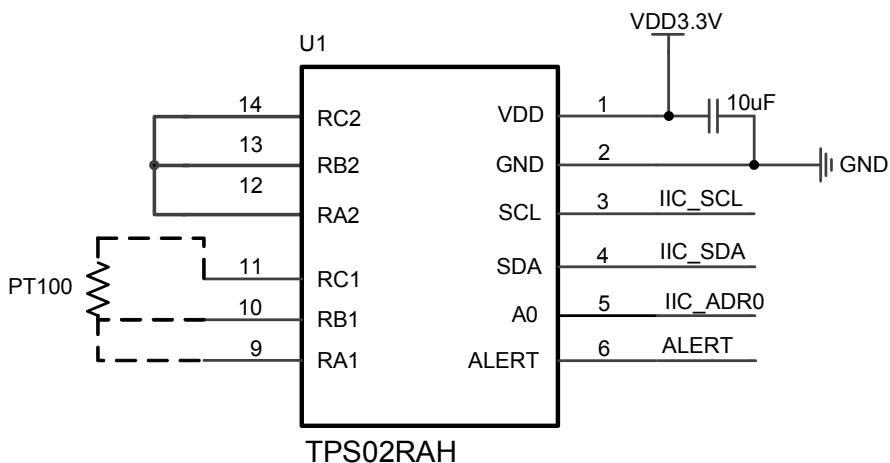 VDD3.3V
U1
14 RC2 VDD 1 10uF
13 RB2 GND 2 GND
12 RA2 SCL 3 IIC_SCL
PT100 11 RC1 SDA 4 IIC_SDA
10 RB1 A0 5 IIC_ADR0
9 RA1 ALERT 6 ALERT
TPS02RAH